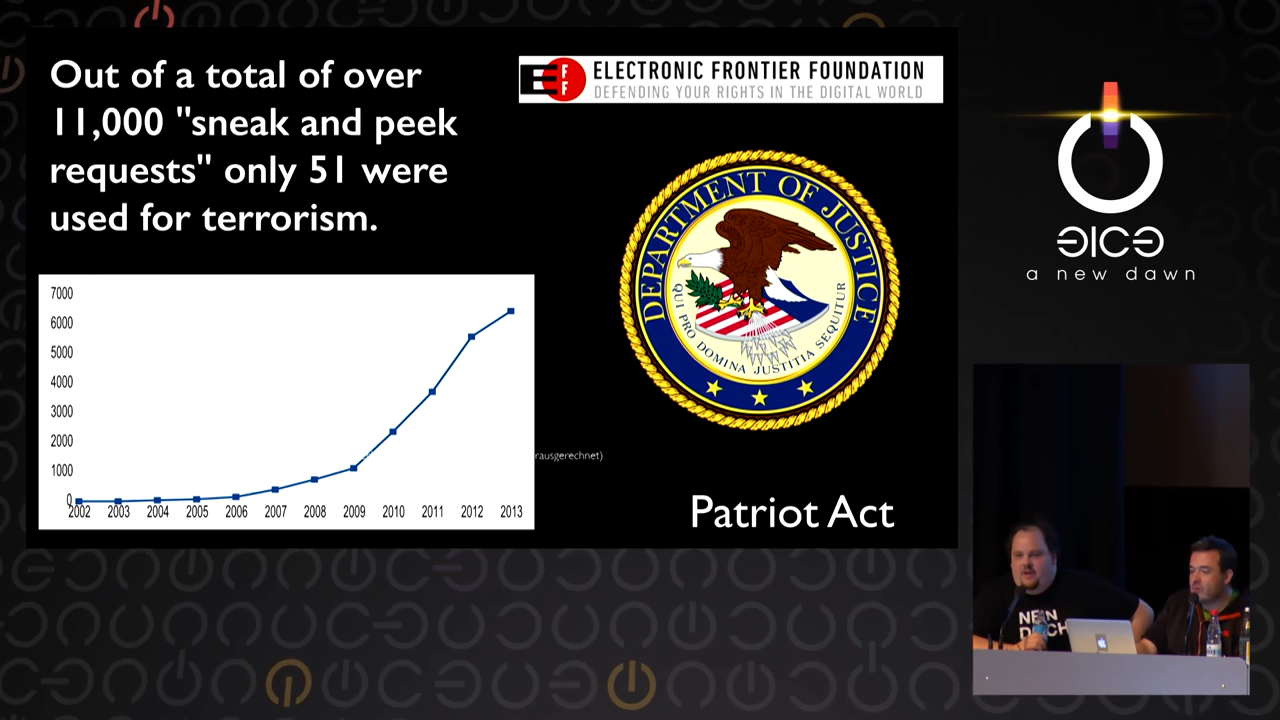 Out of a total of over
11,000 "sneak and peek
requests" only 51 were
used for terrorism.
EFF
ELECTRONIC FRONTIER FOUNDATION
DEFENDING YOUR RIGHTS IN THE DIGITAL WORLD
DEPARTMENT OF JUSTICE
QUI PRO DOMINA JUSTITIA SEQUITUR
7000
6000
5000
4000
3000
2000
1000
0
2002 2003 2004 2005 2006 2007 2008 2009 2010 2011 2012 2013
rausgerechnet)
Patriot Act
a new dawn
NEIN
DOCH